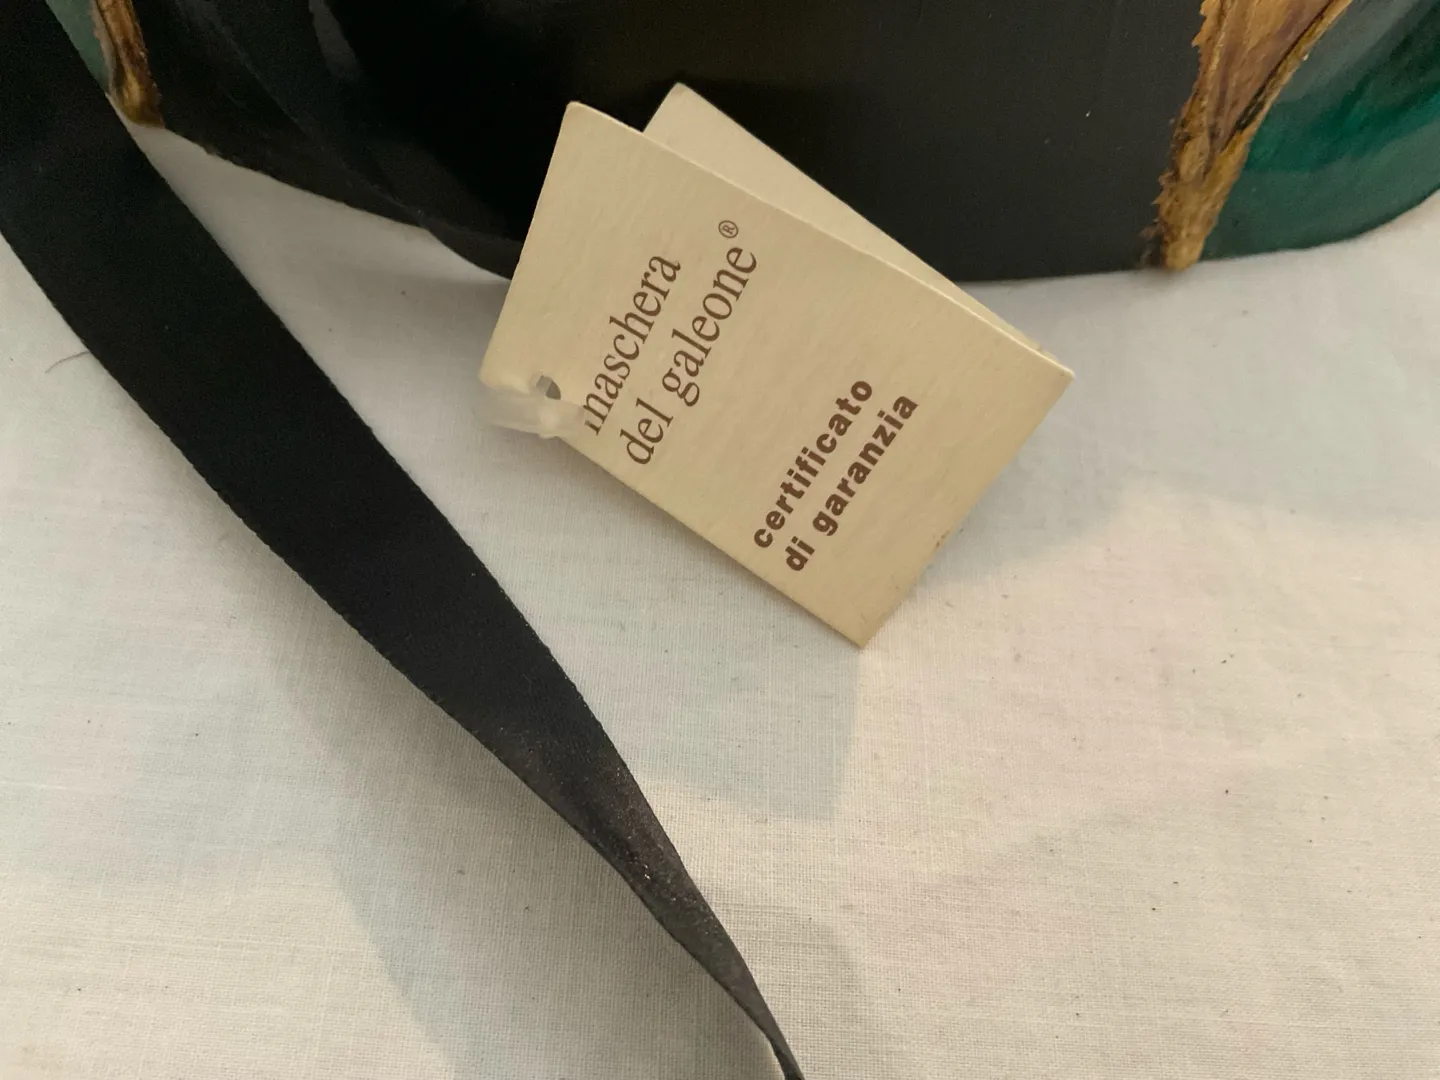 maschera
del galeone®
certificato
di garanzia